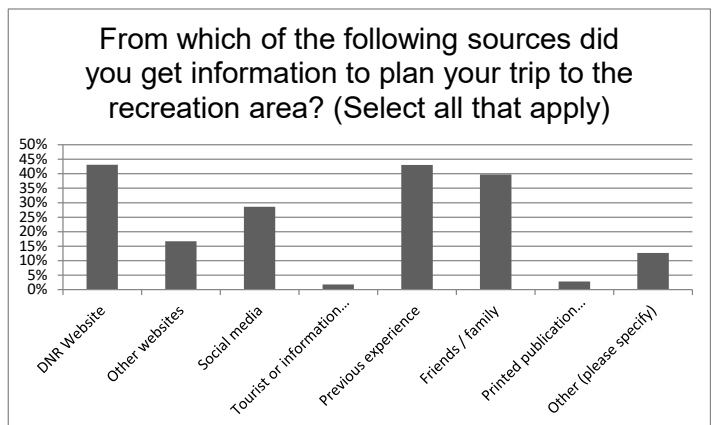 From which of the following sources did
you get information to plan your trip to the
recreation area? (Select all that apply)
50%
45%
40%
35%
30%
25%
20%
15%
10%
5%
0%
DNR Website
Other websites
Social media
Tourist or information...
Previous experience
Friends / family
Printed publication...
Other (please specify)